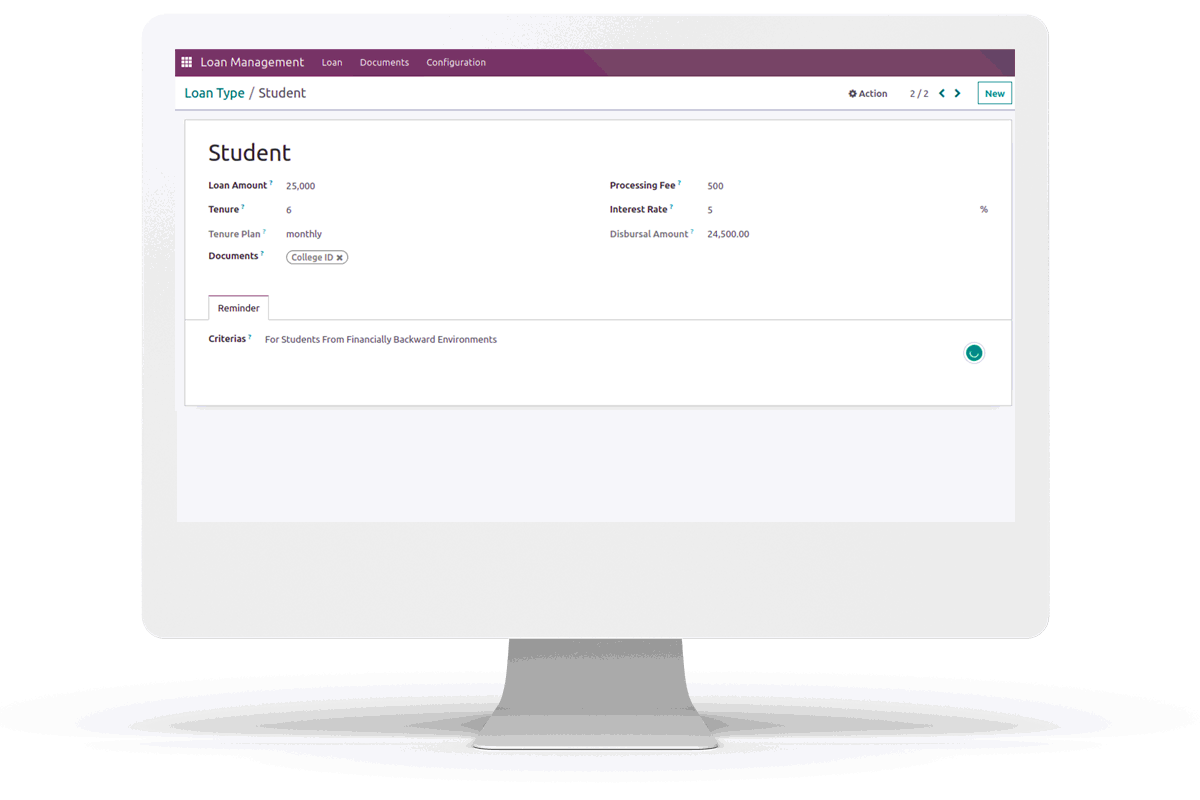 Loan Management Loan Documents Configuration
Loan Type / Student Action 2 / 2 New
Student
Loan Amount ? 25,000 Processing Fee ? 500
Tenure ? 6 Interest Rate ? 5 %
Tenure Plan ? monthly Disbursal Amount ? 24,500.00
Documents ? College ID ✖
Reminder
Criterias ? For Students From Financially Backward Environments